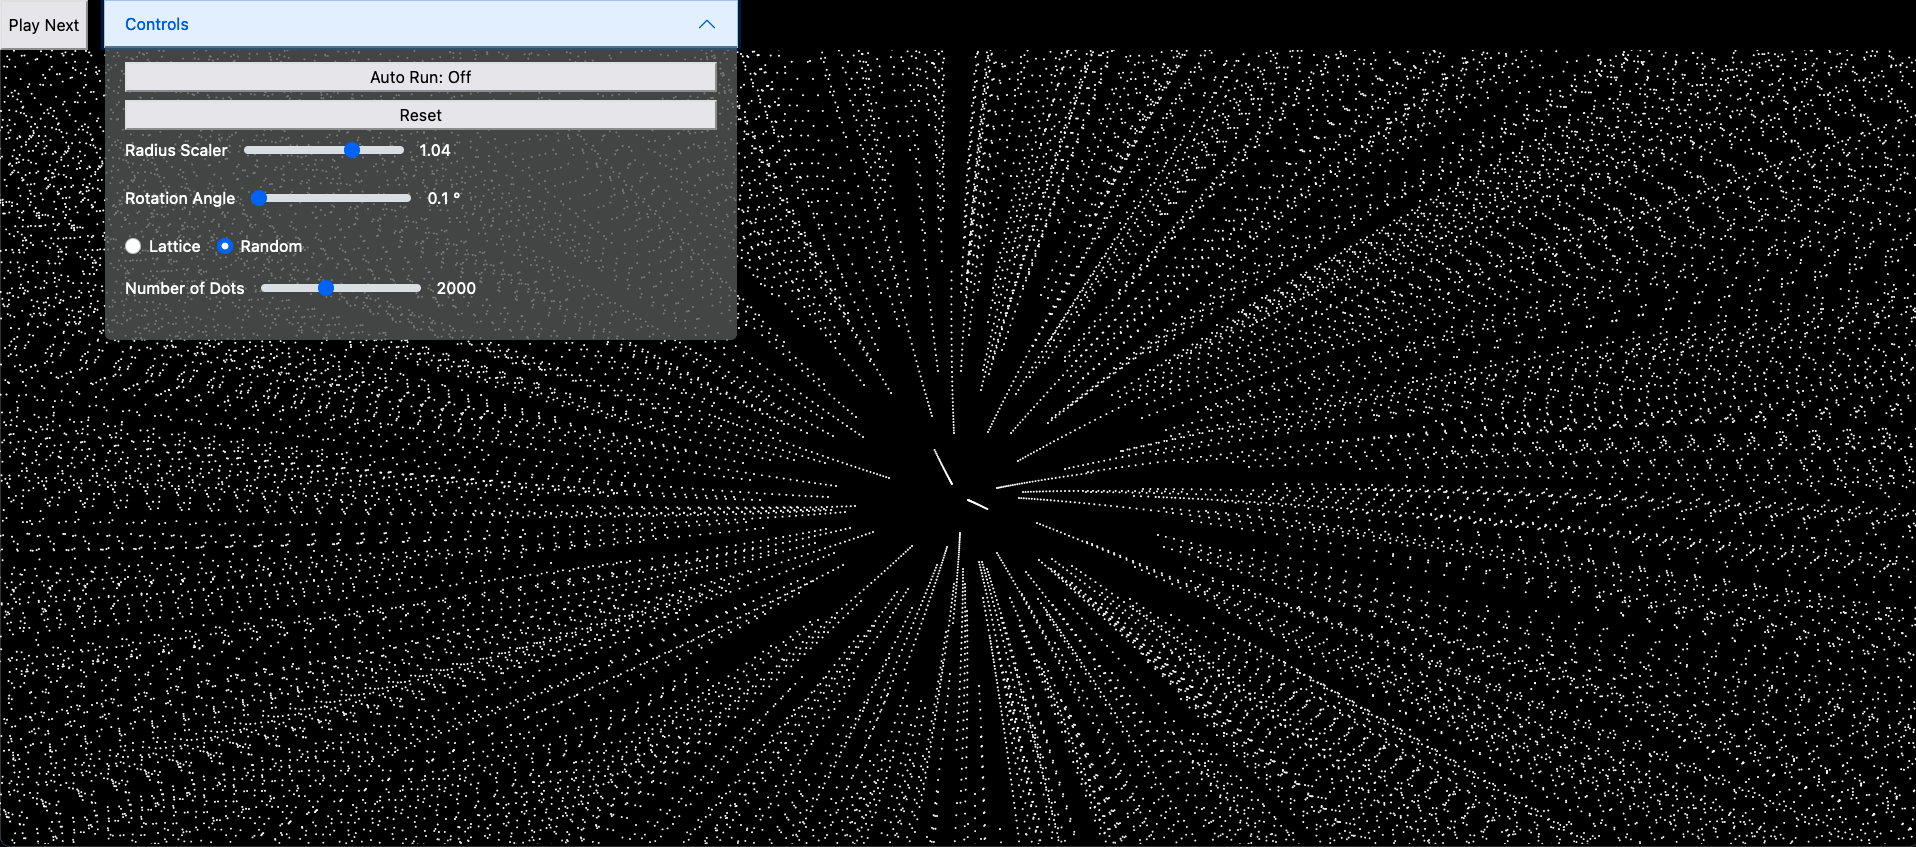 Play Next
Controls
Auto Run: Off
Reset
Radius Scaler 1.04
Rotation Angle 0.1 °
Lattice Random
Number of Dots 2000